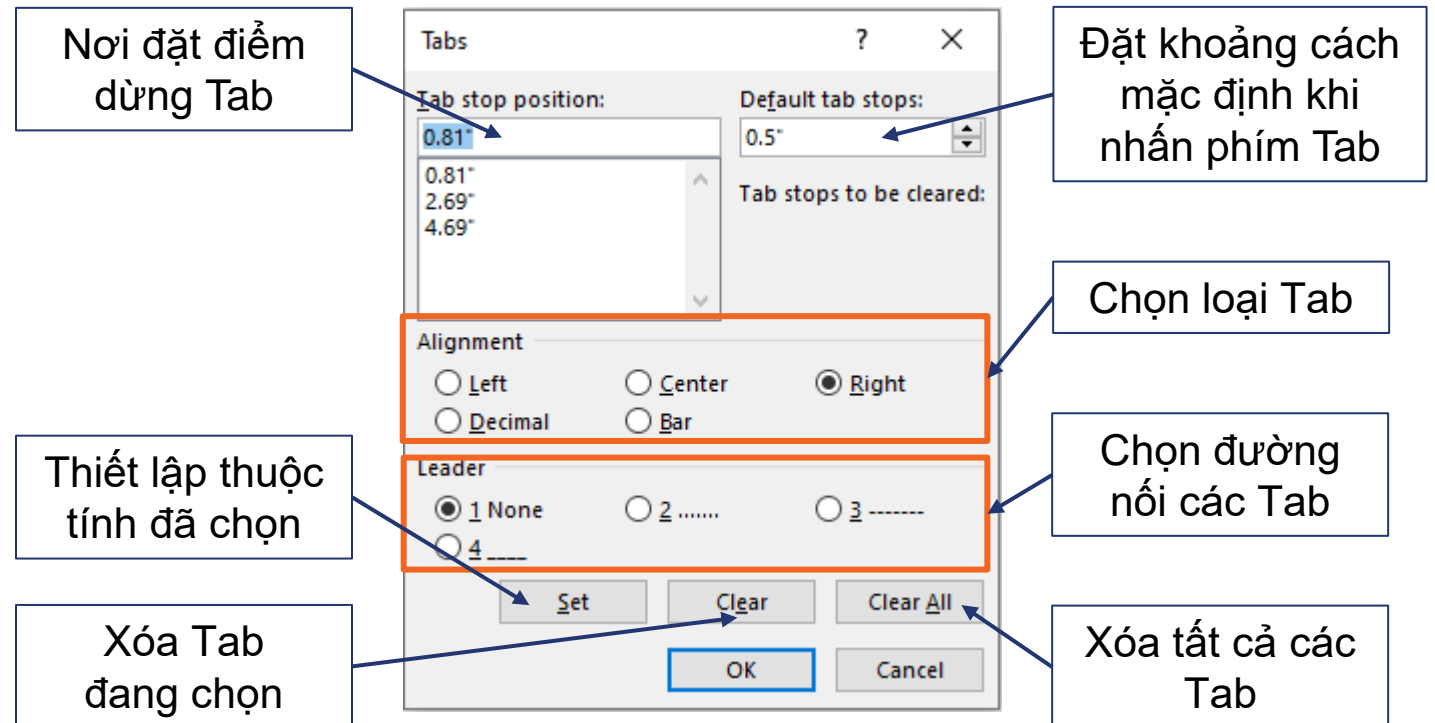 Nơi đặt điểm
dừng Tab
Tabs ? ×
Tab stop position:
0.81"
0.81"
2.69"
4.69"
Default tab stops:
0.5"
Tab stops to be cleared:
Đặt khoảng cách
mặc định khi
nhấn phím Tab
Chọn loại Tab
Alignment
Left Center Right
Decimal Bar
Thiết lập thuộc
tính đã chọn
Leader
1 None 2 ....... 3 -------
4 ____
Chọn đường
nối các Tab
Set Clear Clear All
OK Cancel
Xóa Tab
đang chọn
Xóa tất cả các
Tab